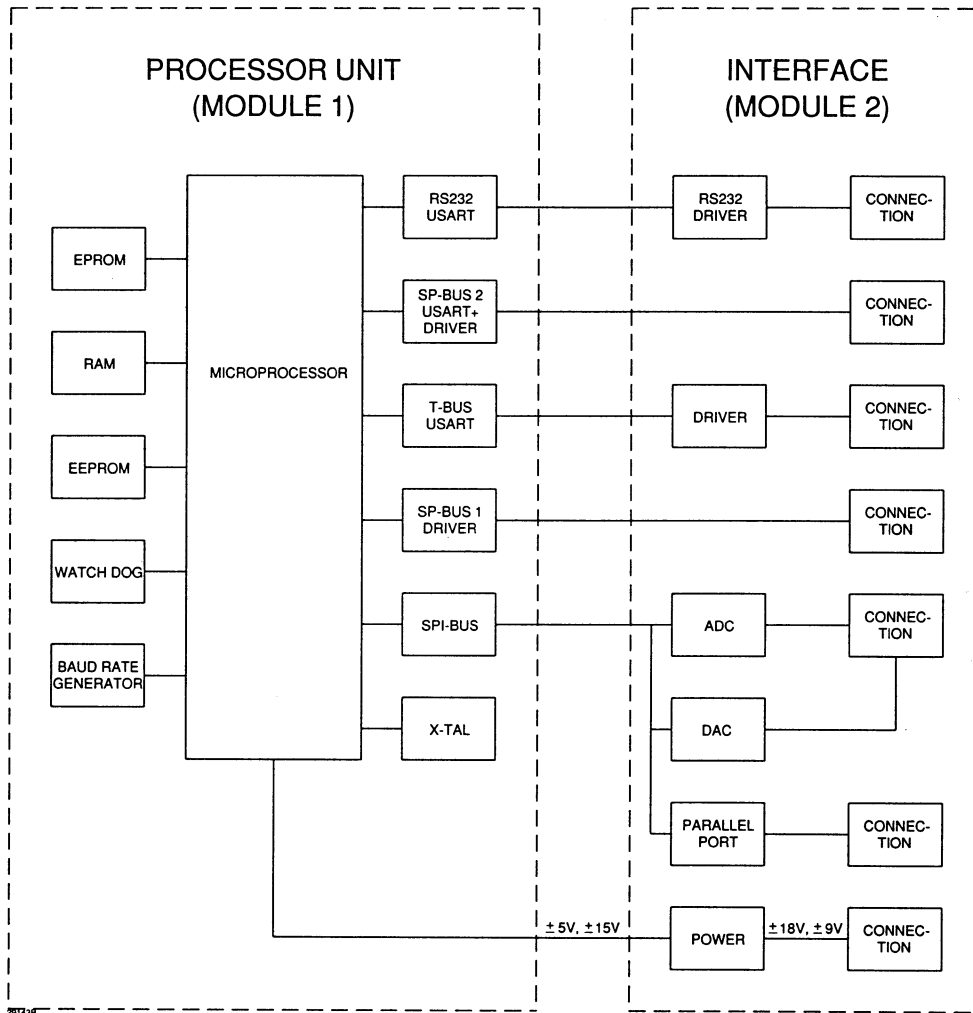 PROCESSOR UNIT
(MODULE 1)
INTERFACE
(MODULE 2)
EPROM
RAM
EEPROM
WATCH DOG
BAUD RATE
GENERATOR
MICROPROCESSOR
RS232
USART
SP-BUS 2
USART+
DRIVER
T-BUS
USART
SP-BUS 1
DRIVER
SPI-BUS
X-TAL
RS232
DRIVER
CONNEC-
TION
CONNEC-
TION
DRIVER
CONNEC-
TION
CONNEC-
TION
ADC
CONNEC-
TION
DAC
PARALLEL
PORT
CONNEC-
TION
±5V, ±15V
POWER
±18V, ±9V
CONNEC-
TION